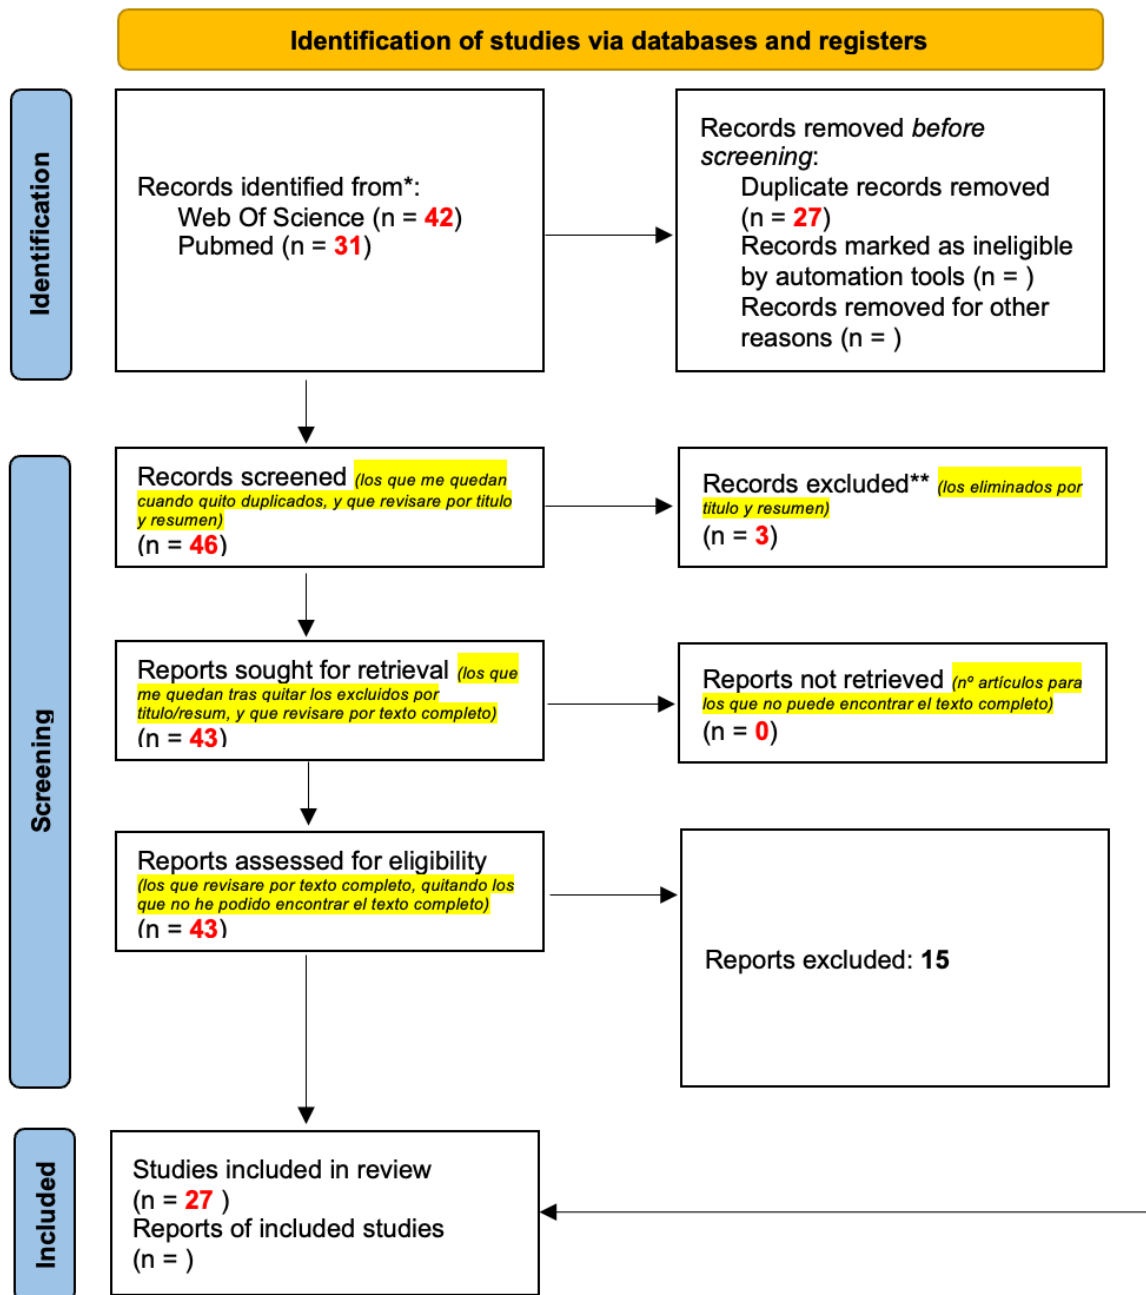 Identification of studies via databases and registers
Identification
Records identified from*:
Web Of Science (n = 42)
Pubmed (n = 31)
Records removed before
screening:
Duplicate records removed
(n = 27)
Records marked as ineligible
by automation tools (n = )
Records removed for other
reasons (n = )
Screening
Records screened (los que me quedan
cuando quito duplicados, y que revisare por titulo
y resumen)
(n = 46)
Records excluded** (los eliminados por
titulo y resumen)
(n = 3)
Reports sought for retrieval (los que
me quedan tras quitar los excluidos por
titulo/resum, y que revisare por texto completo)
(n = 43)
Reports not retrieved (nº artículos para
los que no puede encontrar el texto completo)
(n = 0)
Reports assessed for eligibility
(los que revisare por texto completo, quitando los
que no he podido encontrar el texto completo)
(n = 43)
Reports excluded: 15
Included
Studies included in review
(n = 27 )
Reports of included studies
(n = )